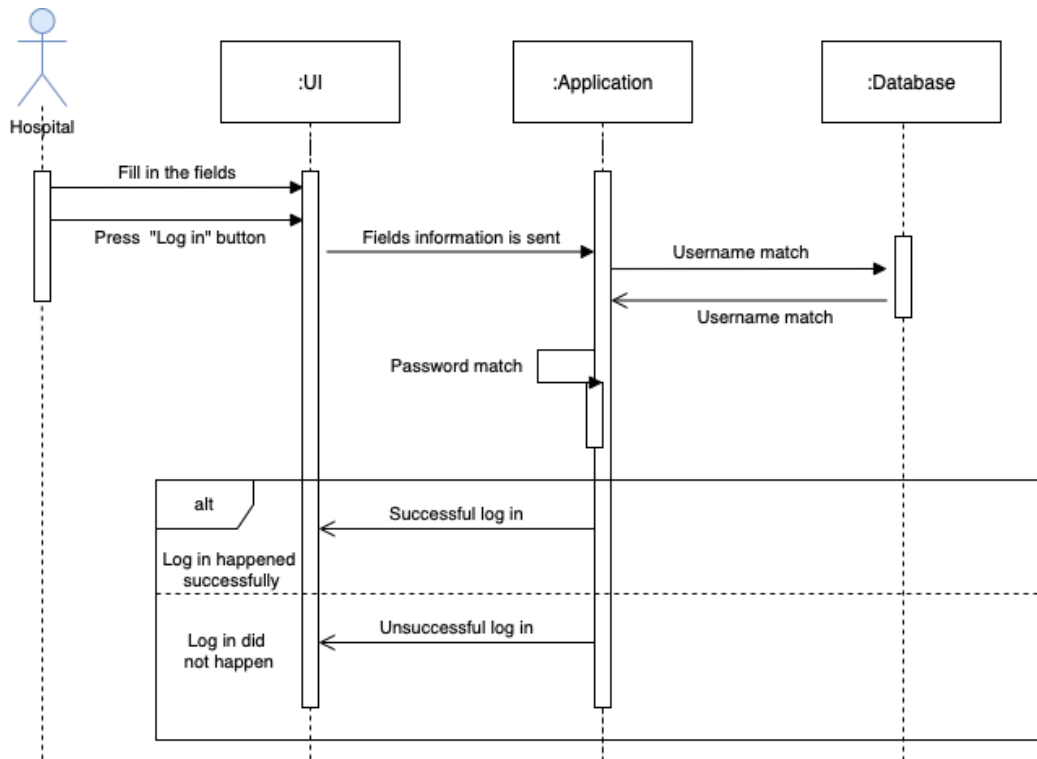 :UI
:Application
:Database
Hospital
Fill in the fields
Press "Log in" button
Fields information is sent
Username match
Username match
Password match
alt
Successful log in
Log in happened
successfully
Unsuccessful log in
Log in did
not happen